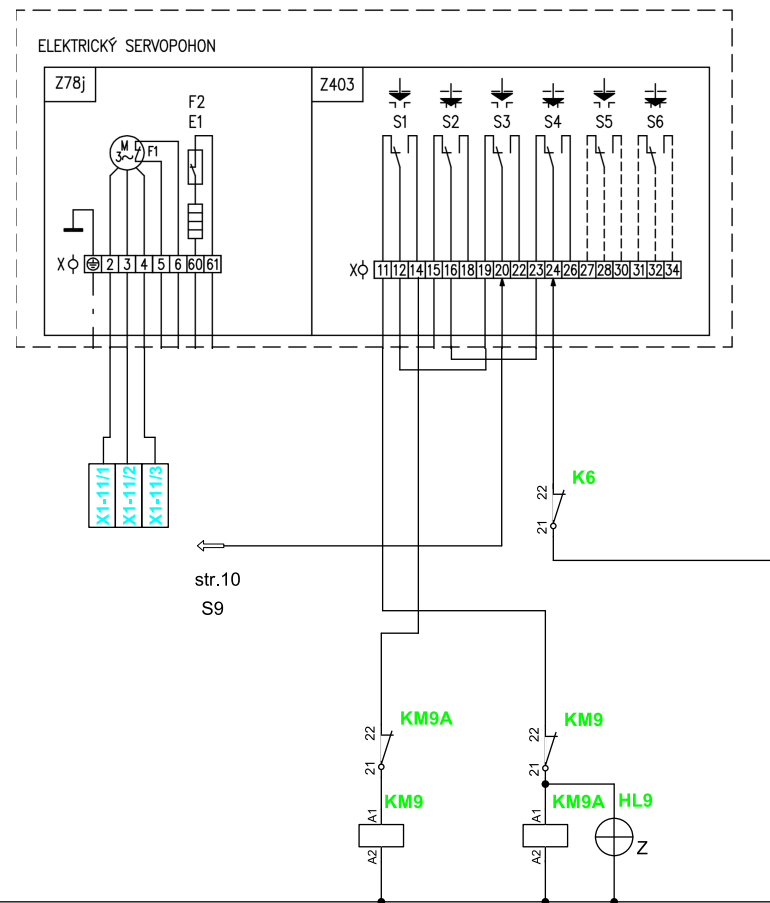 ELEKTRICKÝ SERVOPOHON
Z78j
Z403
F2
E1
M
3~
F1
S1 S2 S3 S4 S5 S6
X 2 3 4 5 6 60 61
X 11 12 14 15 16 18 19 20 22 23 24 26 27 28 30 31 32 34
X1-11/1
X1-11/2
X1-11/3
K6
22
21
str.10
S9
KM9A
22
21
KM9
22
21
KM9
A1
A2
KM9A
A1
A2
HL9
Z